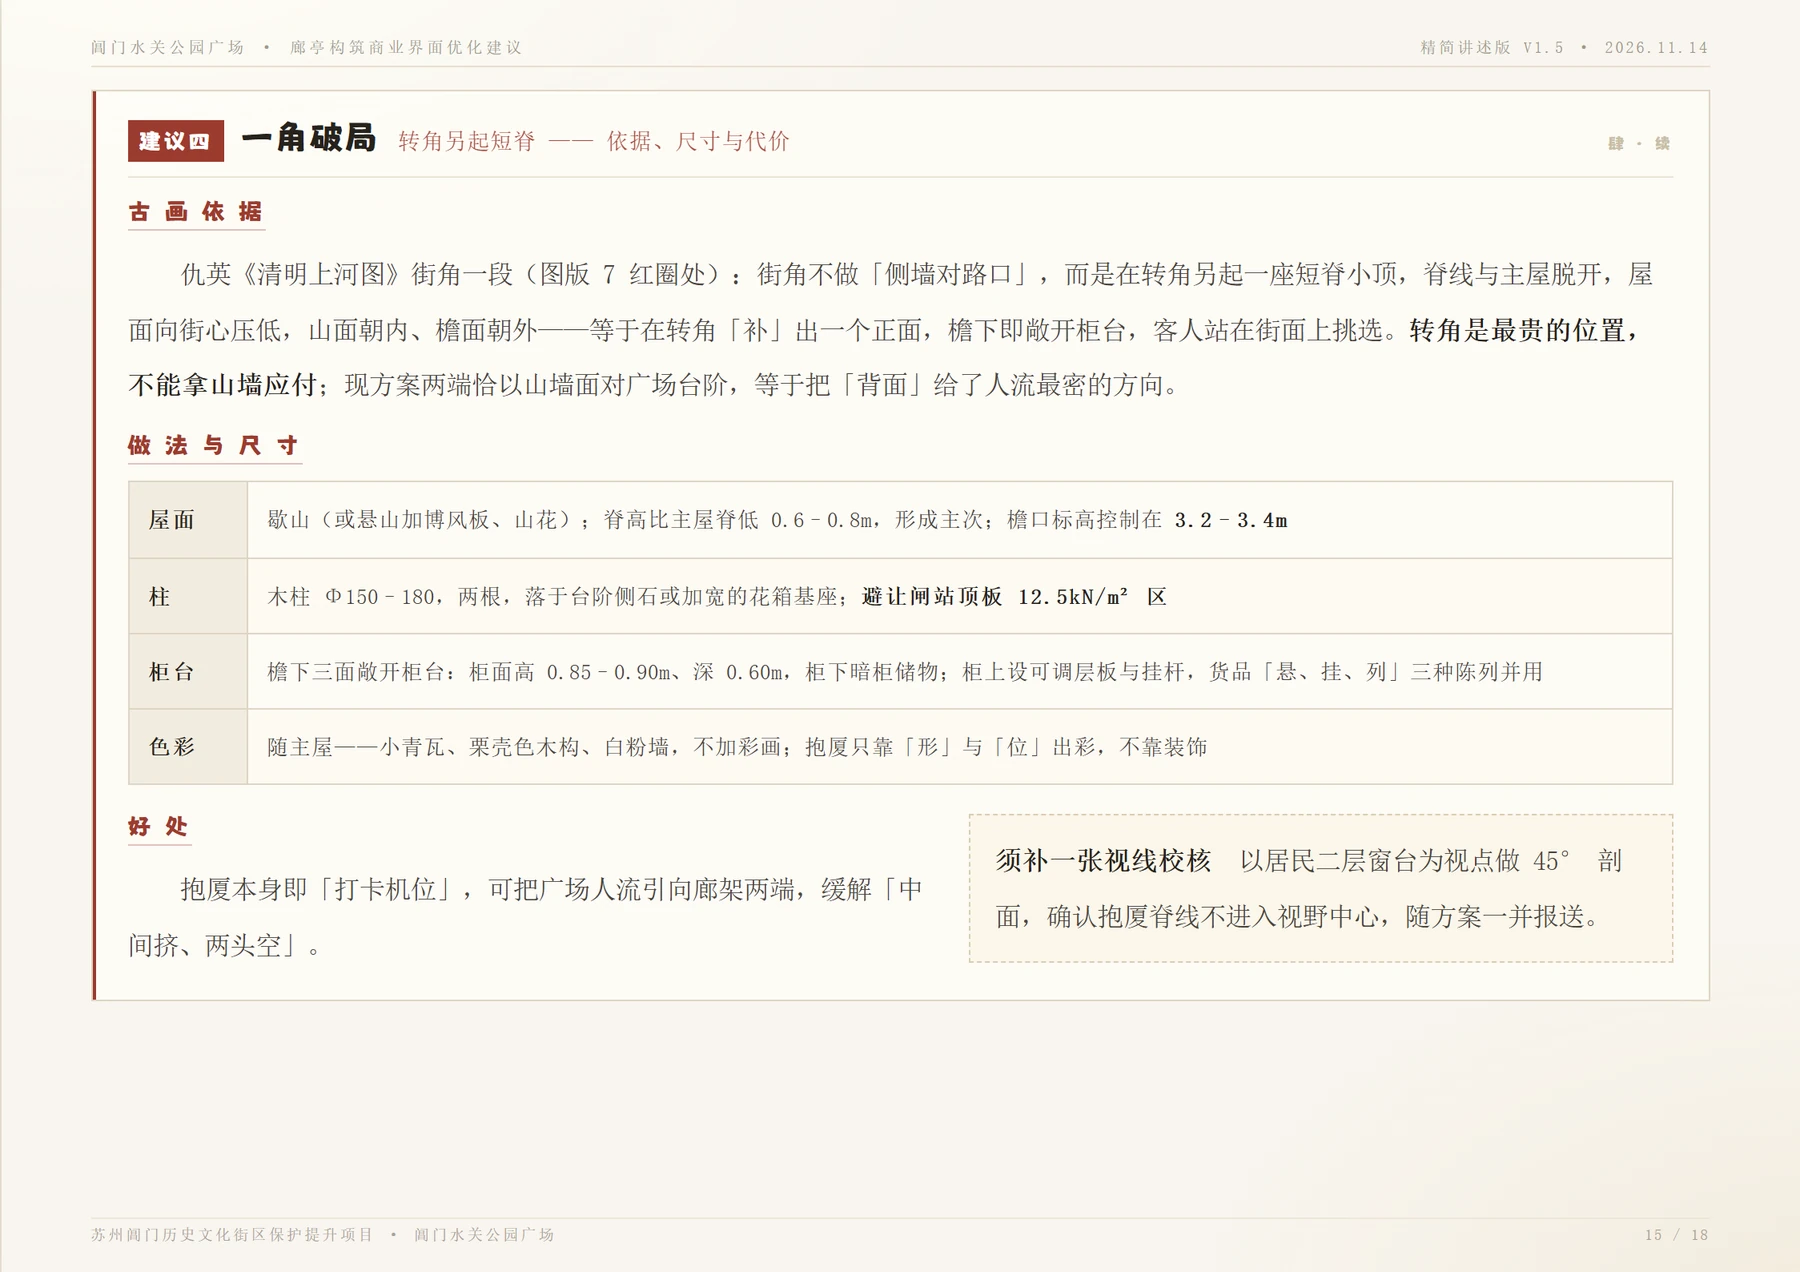 阊门水关公园广场 • 廊亭构筑商业界面优化建议
精简讲述版 V1.5 • 2026.11.14
建议四 一角破局 转角另起短脊 —— 依据、尺寸与代价
肆·续
古画依据
仇英《清明上河图》街角一段（图版 7 红圈处）：街角不做「侧墙对路口」，而是在转角另起一座短脊小顶，脊线与主屋脱开，屋
面向街心压低，山面朝内、檐面朝外——等于在转角「补」出一个正面，檐下即敞开柜台，客人站在街面上挑选。转角是最贵的位置，
不能拿山墙应付；现方案两端恰以山墙面对广场台阶，等于把「背面」给了人流最密的方向。
做法与尺寸
屋面 歇山（或悬山加博风板、山花）；脊高比主屋脊低 0.6–0.8m，形成主次；檐口标高控制在 3.2–3.4m
柱 木柱 Φ150–180，两根，落于台阶侧石或加宽的花箱基座；避让闸站顶板 12.5kN/m² 区
柜台 檐下三面敞开柜台：柜面高 0.85–0.90m、深 0.60m，柜下暗柜储物；柜上设可调层板与挂杆，货品「悬、挂、列」三种陈列并用
色彩 随主屋——小青瓦、栗壳色木构、白粉墙，不加彩画；抱厦只靠「形」与「位」出彩，不靠装饰
好处
抱厦本身即「打卡机位」，可把广场人流引向廊架两端，缓解「中
间挤、两头空」。
须补一张视线校核 以居民二层窗台为视点做 45° 剖
面，确认抱厦脊线不进入视野中心，随方案一并报送。
苏州阊门历史文化街区保护提升项目 • 阊门水关公园广场
15 / 18